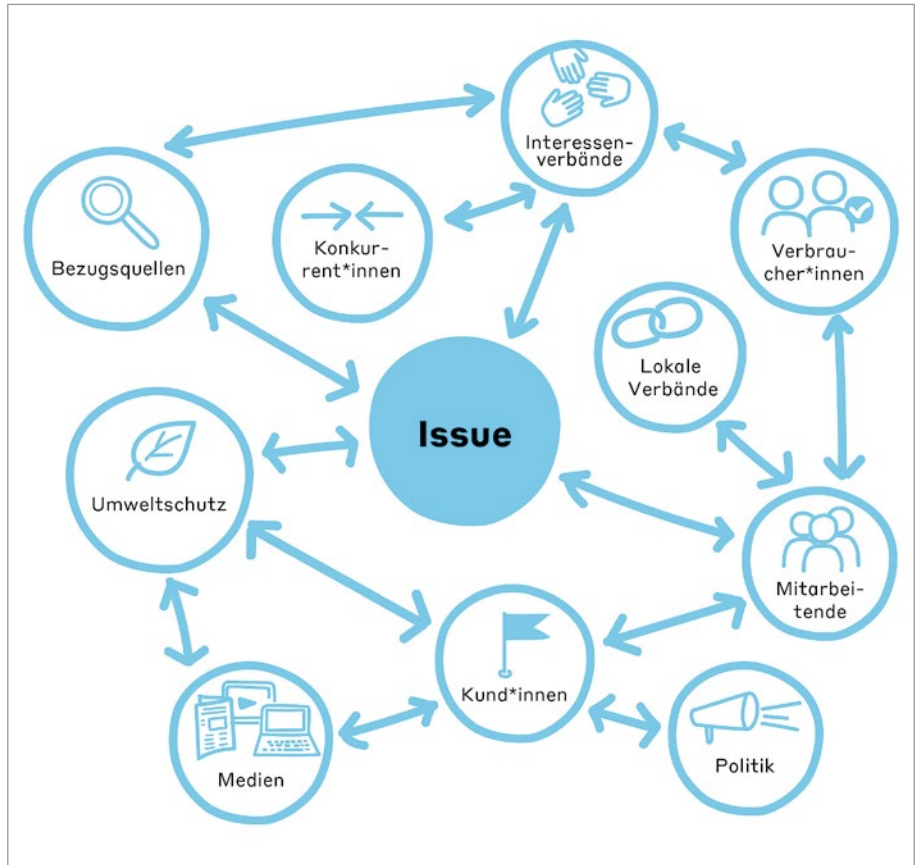 Interessen-
verbände
Bezugsquellen
Konkur-
rent*innen
Verbrau-
cher*innen
Lokale
Verbände
Issue
Umweltschutz
Mitarbei-
tende
Kund*innen
Medien
Politik